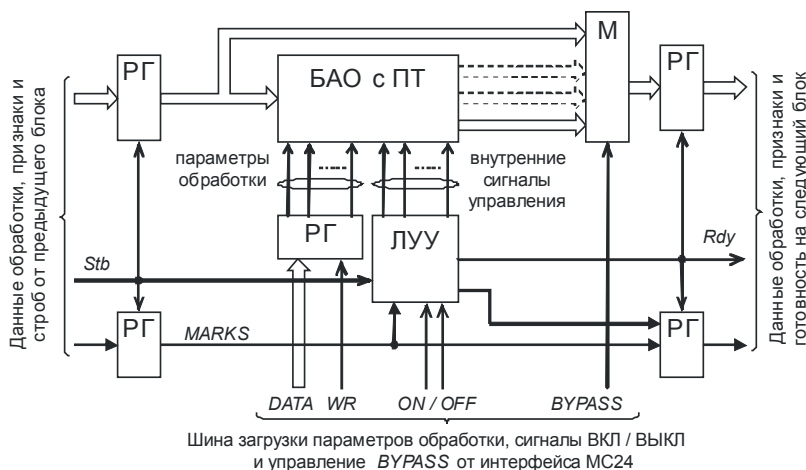 Данные обработки, признаки и
строб от предыдущего блока
РГ
БАО с ПТ
М
РГ
параметры
обработки
внутренние
сигналы
управления
РГ
ЛУУ
Stb
Rdy
РГ
MARKS
РГ
DATA WR ON / OFF BYPASS
Данные обработки, признаки и
готовность на следующий блок
Шина загрузки параметров обработки, сигналы ВКЛ / ВЫКЛ
и управление BYPASS от интерфейса МС24